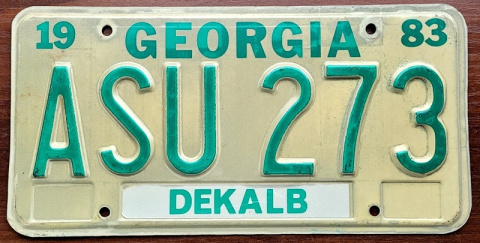 19 GEORGIA 83
ASU 273
DEKALB